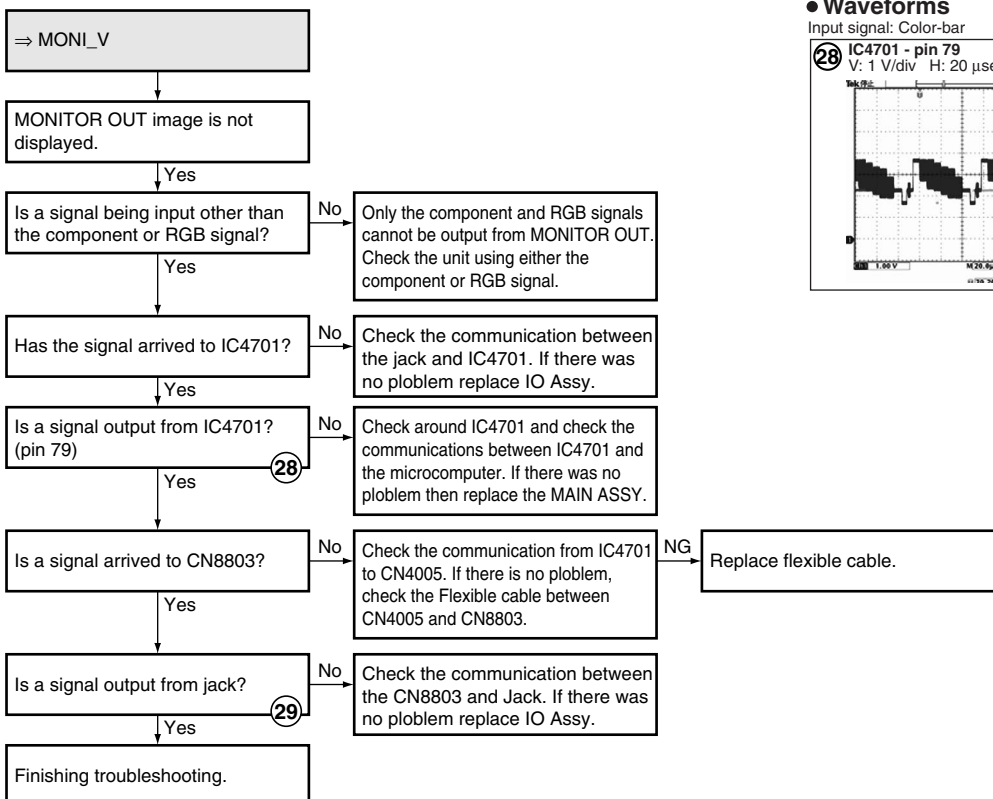 ⇒ MONI_V
MONITOR OUT image is not
displayed.
Yes
Is a signal being input other than
the component or RGB signal?
No
Only the component and RGB signals
cannot be output from MONITOR OUT.
Check the unit using either the
component or RGB signal.
Yes
Has the signal arrived to IC4701?
No
Check the communication between
the jack and IC4701. If there was
no ploblem replace IO Assy.
Yes
Is a signal output from IC4701?
(pin 79)
28
No
Check around IC4701 and check the
communications between IC4701 and
the microcomputer. If there was no
ploblem then replace the MAIN ASSY.
Yes
Is a signal arrived to CN8803?
No
Check the communication from IC4701
to CN4005. If there is no ploblem,
check the Flexible cable between
CN4005 and CN8803.
NG
Replace flexible cable.
Yes
Is a signal output from jack?
29
No
Check the communication between
the CN8803 and Jack. If there was
no ploblem replace IO Assy.
Yes
Finishing troubleshooting.
● Waveforms
Input signal: Color-bar
28 IC4701 - pin 79
V: 1 V/div H: 20 µse
Tek 停止
1.00 V
M 20.0µ